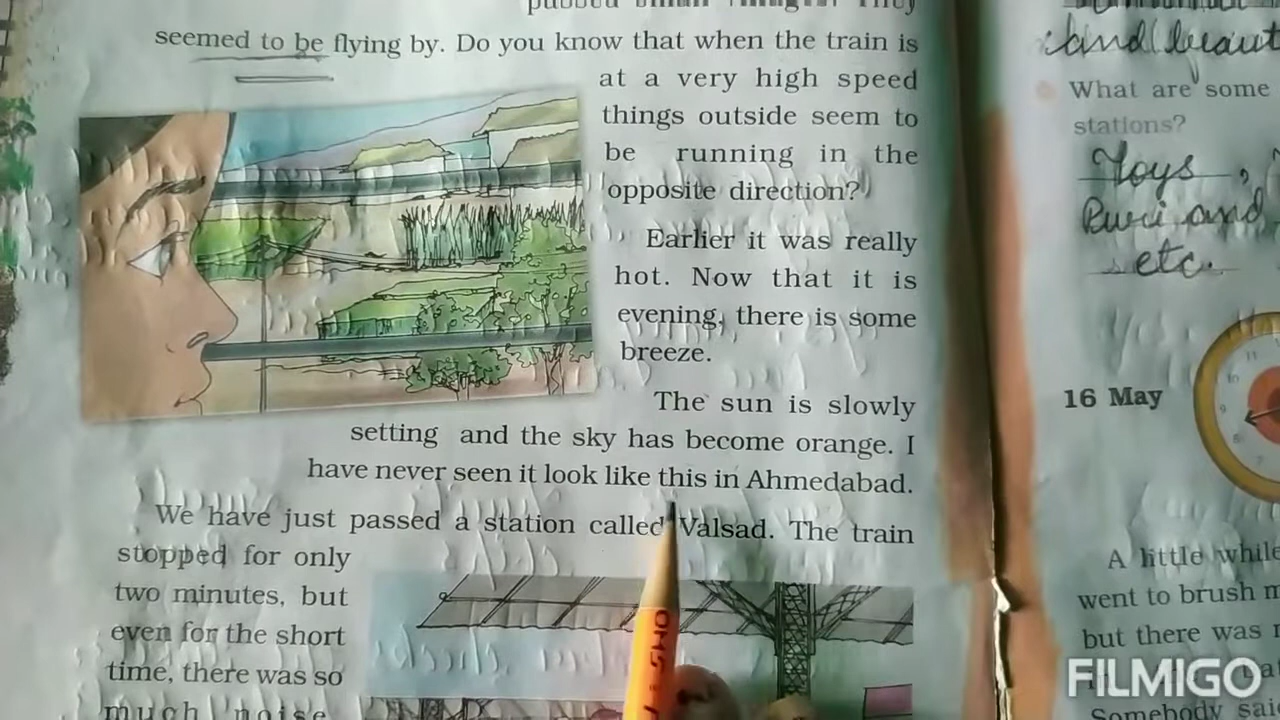 seemed to be flying by. Do you know that when the train is
at a very high speed
things outside seem to
be running in the
opposite direction?
Earlier it was really
hot. Now that it is
evening, there is some
breeze.
The sun is slowly
setting and the sky has become orange. I
have never seen it look like this in Ahmedabad.
We have just passed a station called Valsad. The train
stopped for only
two minutes, but
even for the short
time, there was so
much noise
and beaut
What are some
stations?
Toys,
Puri and
etc.
16 May
A little while
went to brush m
but there was
Somebody said
FILMIGO